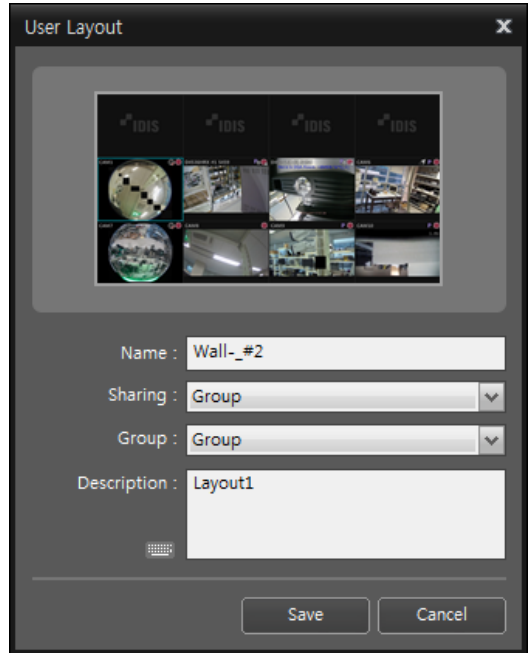 User Layout
IDIS IDIS IDIS IDIS
Name : Wall-_#2
Sharing : Group
Group : Group
Description : Layout1
Save Cancel